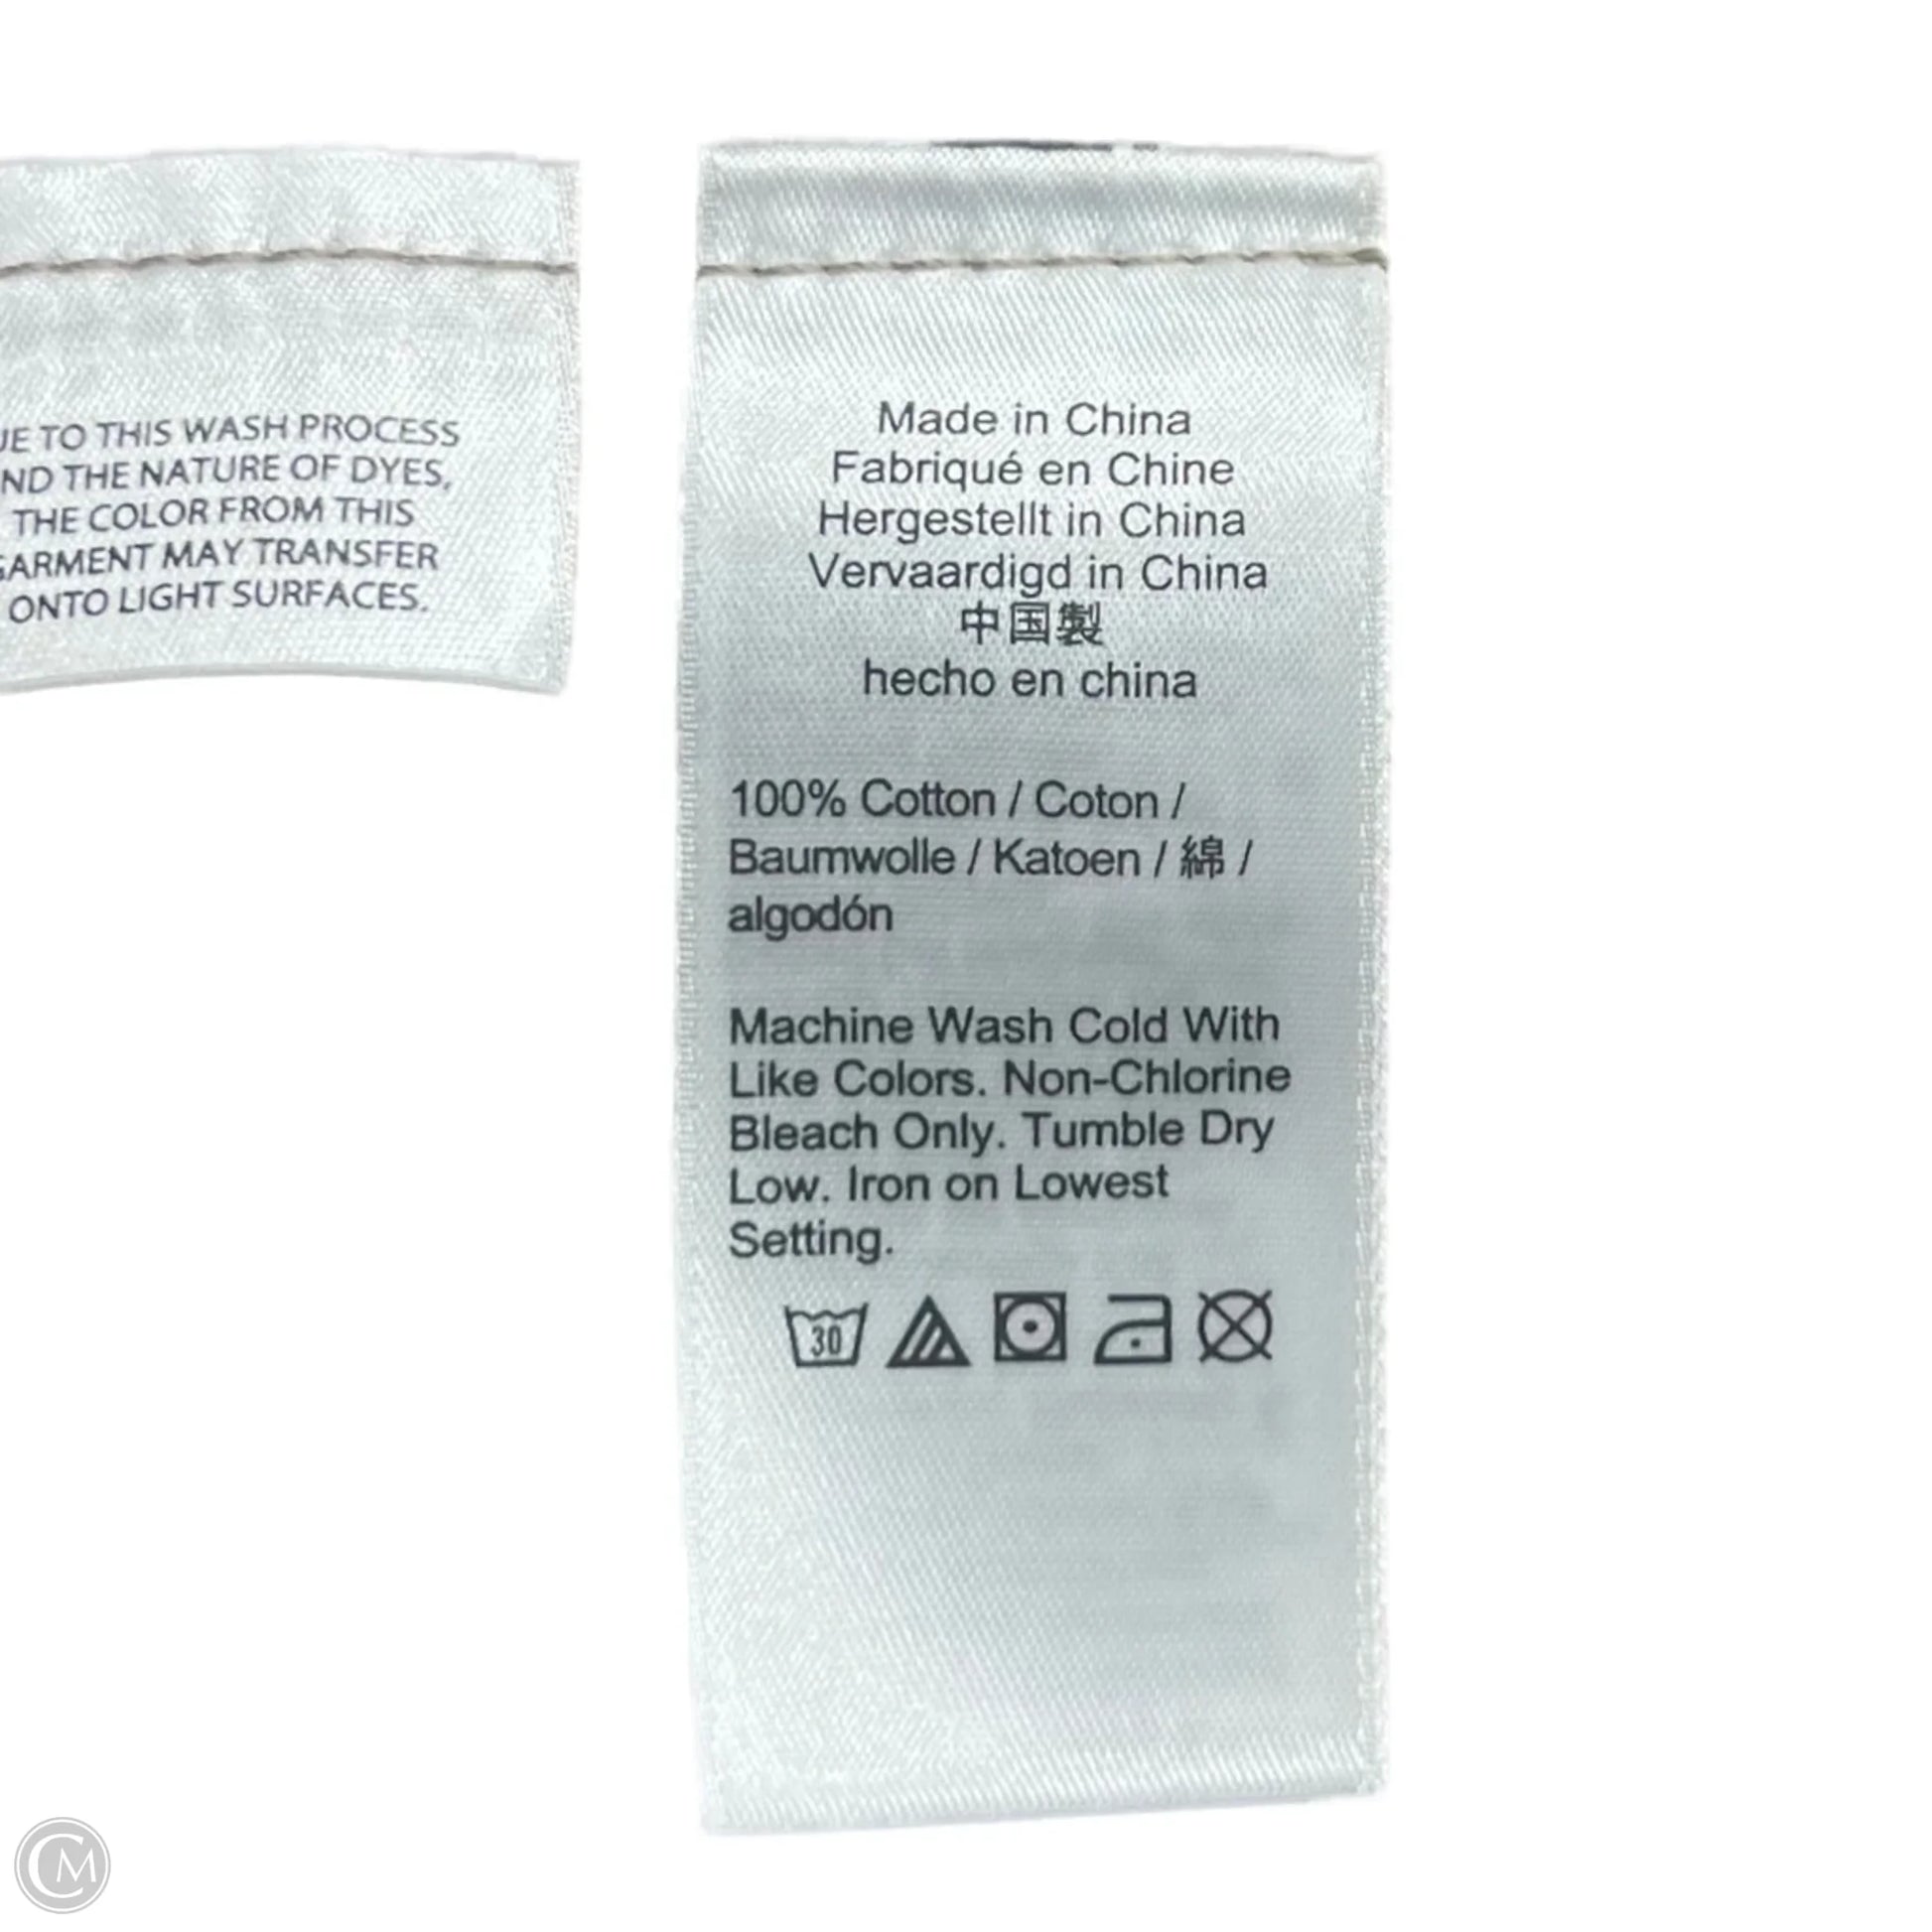 TO THIS WASH PROCESS
THE NATURE OF DYES,
THE COLOR FROM THIS
MAY TRANSFER
ONTO LIGHT SURFACES.
Made in China
Fabriqué en Chine
Hergestellt in China
Vervaardigd in China
中国製
hecho en china
100% Cotton / Coton /
Baumwolle / Katoen / 綿 /
algodón
Machine Wash Cold With
Like Colors. Non-Chlorine
Bleach Only. Tumble Dry
Low. Iron on Lowest
Setting.
30
CM